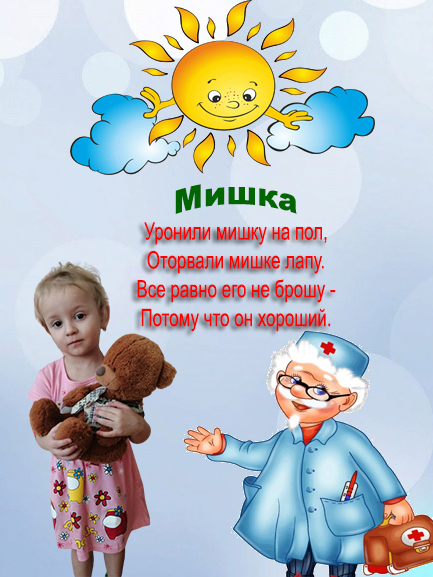 Мишка
Уронили мишку на пол,
Оторвали мишке лапу.
Все равно его не брошу -
Потому что он хороший.